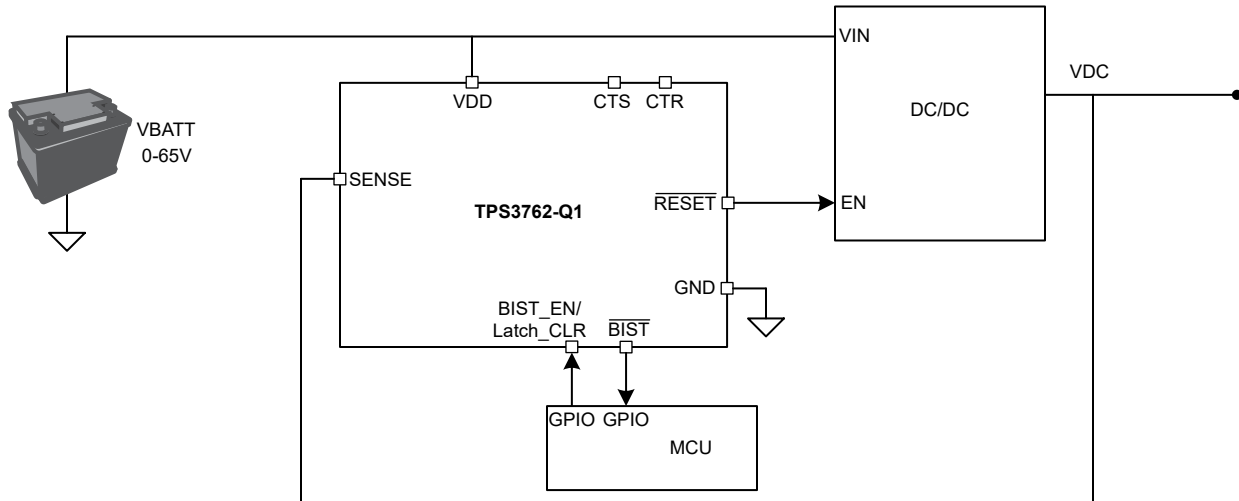 VIN
VDC
VDD
CTS
CTR
DC/DC
VBATT
0-65V
SENSE
TPS3762-Q1
RESET
EN
GND
BIST_EN/
Latch_CLR
BIST
GPIO
GPIO
MCU